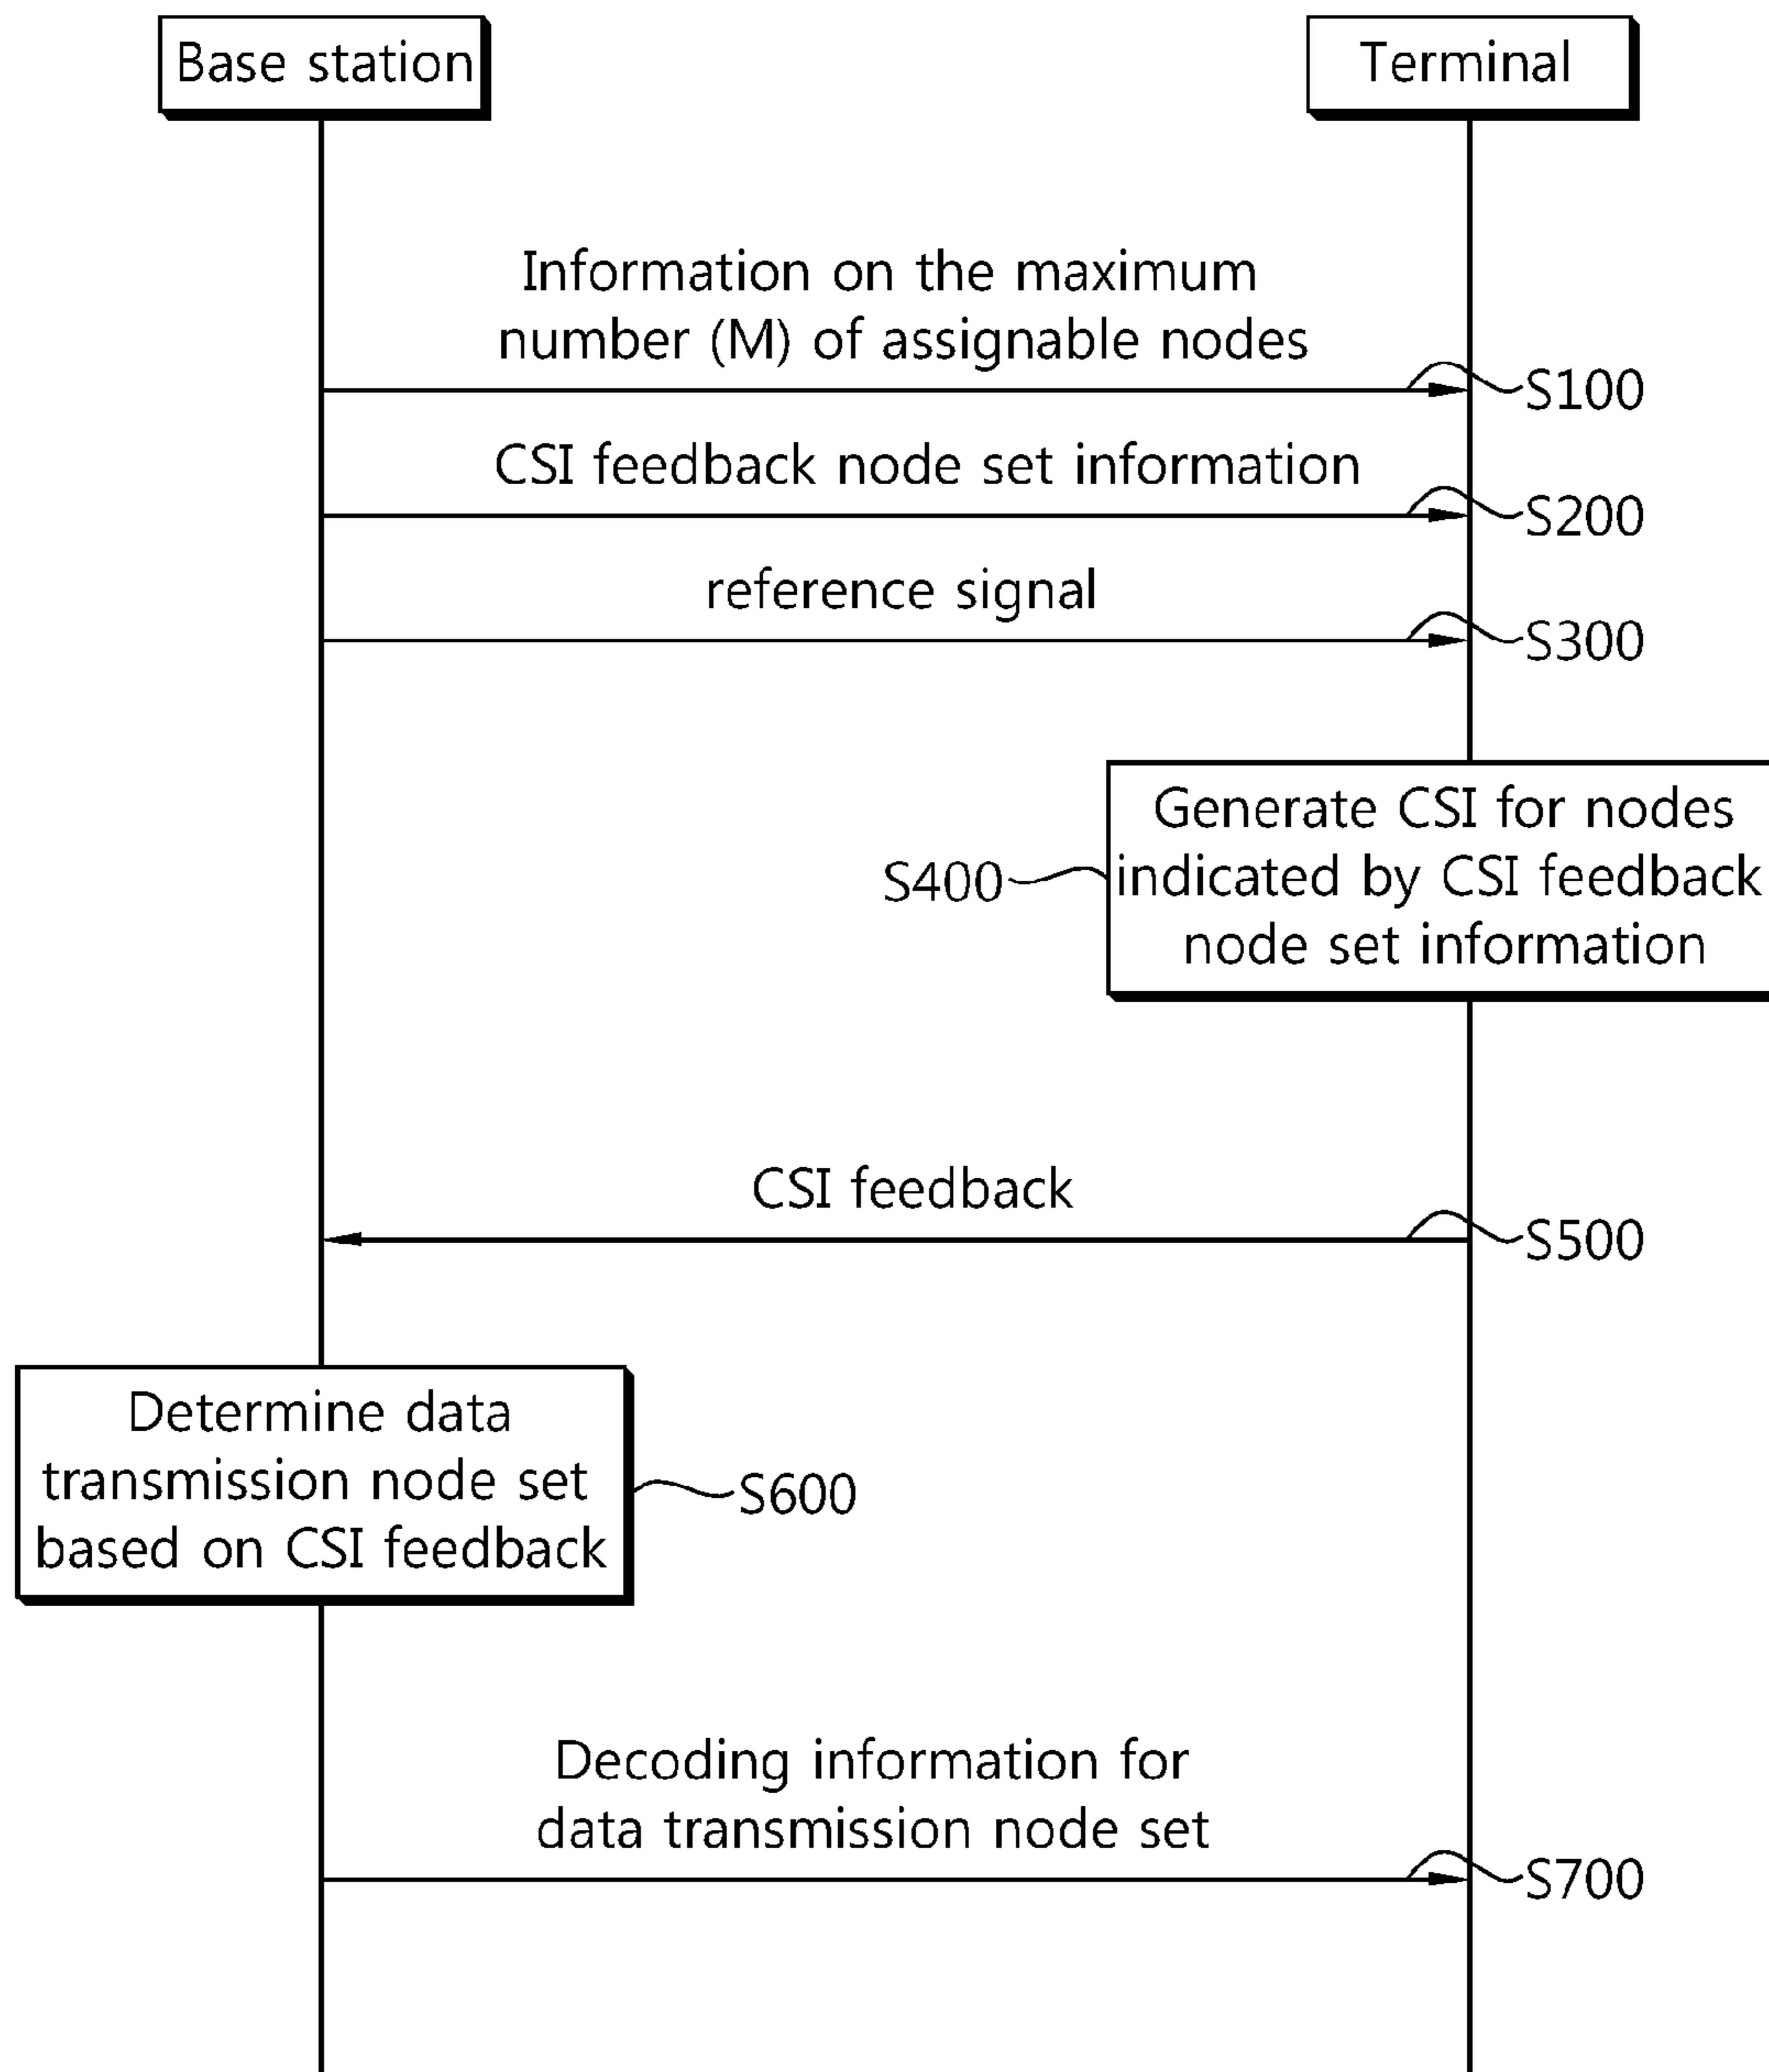 Base station
Terminal
Information on the maximum
number (M) of assignable nodes
S100
CSI feedback node set information
S200
reference signal
S300
Generate CSI for nodes
indicated by CSI feedback
node set information
S400
CSI feedback
S500
Determine data
transmission node set
based on CSI feedback
S600
Decoding information for
data transmission node set
S700